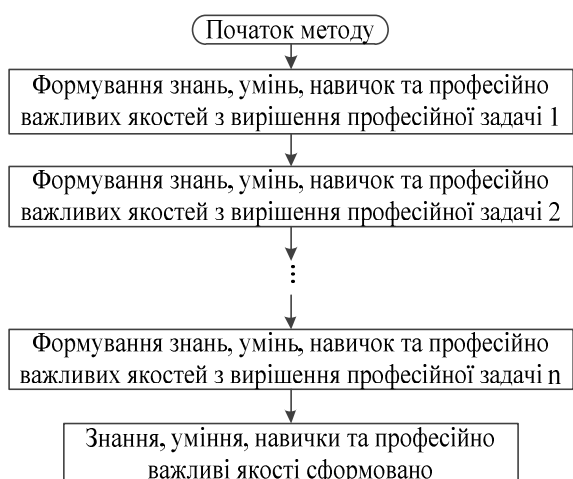 Початок методу
Формування знань, умінь, навичок та професійно
важливих якостей з вирішення професійної задачі 1
Формування знань, умінь, навичок та професійно
важливих якостей з вирішення професійної задачі 2
...
Формування знань, умінь, навичок та професійно
важливих якостей з вирішення професійної задачі n
Знання, уміння, навички та професійно
важливі якості сформовано